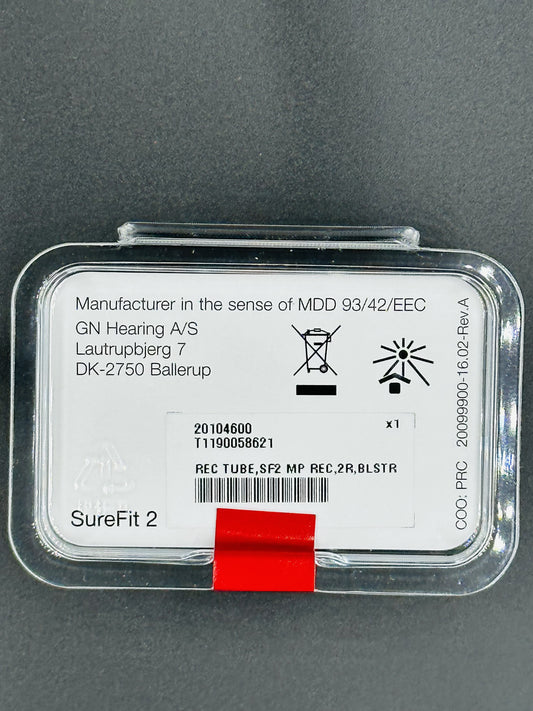 Manufacturer in the sense of MDD 93/42/EEC
GN Hearing A/S
Lautrupbjerg 7
DK-2750 Ballerup
20104600 x1
T1190058621
REC TUBE,SF2 MP REC,2R,BLSTR
SureFit 2
COO: PRC 20099900-16.02-Rev.A